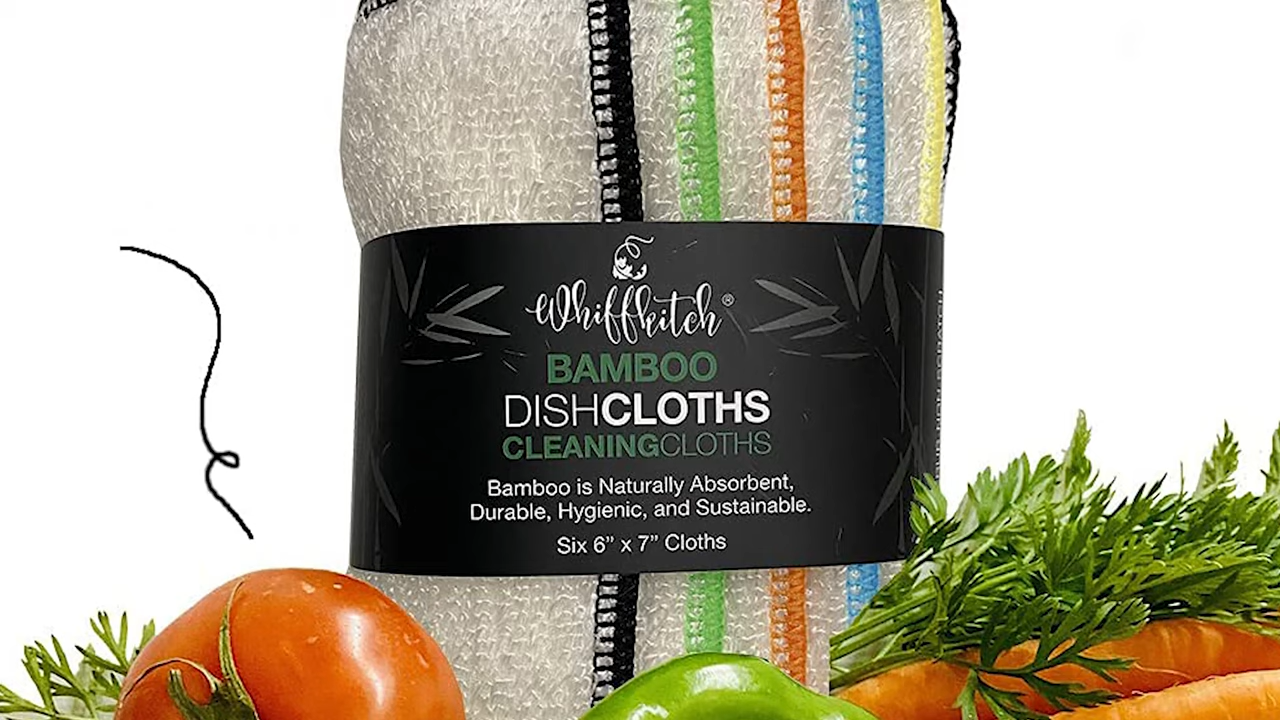 Whiffkitch®
BAMBOO
DISHCLOTHS
CLEANINGCLOTHS
Bamboo is Naturally Absorbent,
Durable, Hygienic, and Sustainable.
Six 6” x 7” Cloths